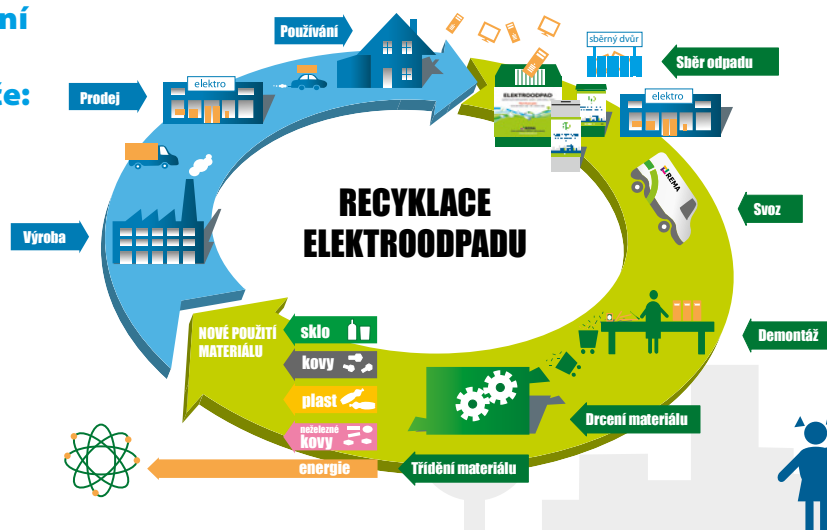 ní
že:
Používání
sběrný dvůr
Sběr odpadu
elektro
Prodej
ELEKTROODPAD
elektro
REMA
RECYKLACE
ELEKTROODPADU
Svoz
Výroba
NOVÉ POUŽITÍ
MATERIÁLU
sklo
kovy
plast
neželezné
kovy
energie
Demontáž
Drcení materiálu
Třídění materiálu